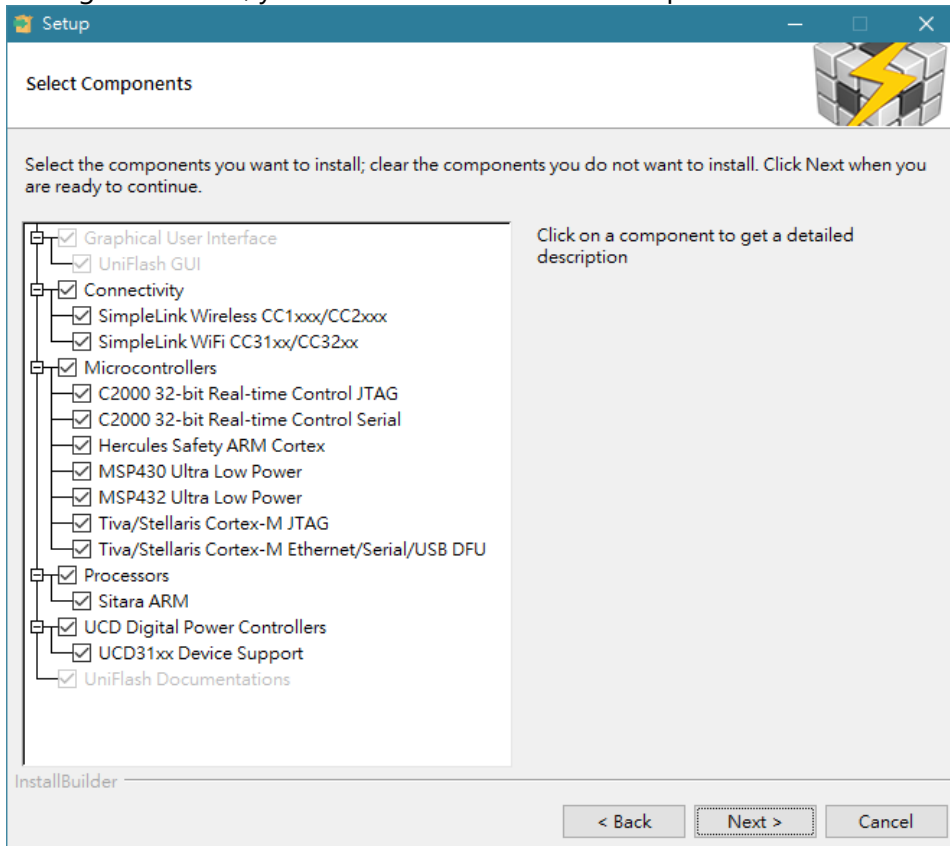 Setup
Select Components
Select the components you want to install; clear the components you do not want to install. Click Next when you
are ready to continue.
Graphical User Interface
UniFlash GUI
Connectivity
SimpleLink Wireless CC1xxx/CC2xxx
SimpleLink WiFi CC31xx/CC32xx
Microcontrollers
C2000 32-bit Real-time Control JTAG
C2000 32-bit Real-time Control Serial
Hercules Safety ARM Cortex
MSP430 Ultra Low Power
MSP432 Ultra Low Power
Tiva/Stellaris Cortex-M JTAG
Tiva/Stellaris Cortex-M Ethernet/Serial/USB DFU
Processors
Sitara ARM
UCD Digital Power Controllers
UCD31xx Device Support
UniFlash Documentations
Click on a component to get a detailed
description
InstallBuilder
< Back
Next >
Cancel